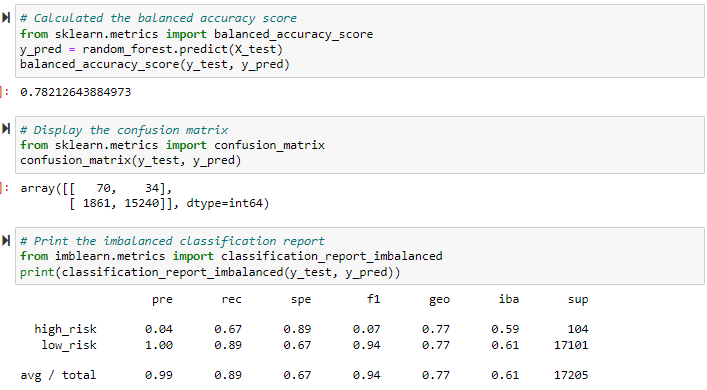 # Calculated the balanced accuracy score
from sklearn.metrics import balanced_accuracy_score
y_pred = random_forest.predict(X_test)
balanced_accuracy_score(y_test, y_pred)
: 0.78212643884973
# Display the confusion matrix
from sklearn.metrics import confusion_matrix
confusion_matrix(y_test, y_pred)
: array([[   70,    34],
       [ 1861, 15240]], dtype=int64)
# Print the imbalanced classification report
from imblearn.metrics import classification_report_imbalanced
print(classification_report_imbalanced(y_test, y_pred))
pre rec spe f1 geo iba sup
high_risk 0.04 0.67 0.89 0.07 0.77 0.59 104
low_risk 1.00 0.89 0.67 0.94 0.77 0.61 17101
avg / total 0.99 0.89 0.67 0.94 0.77 0.61 17205